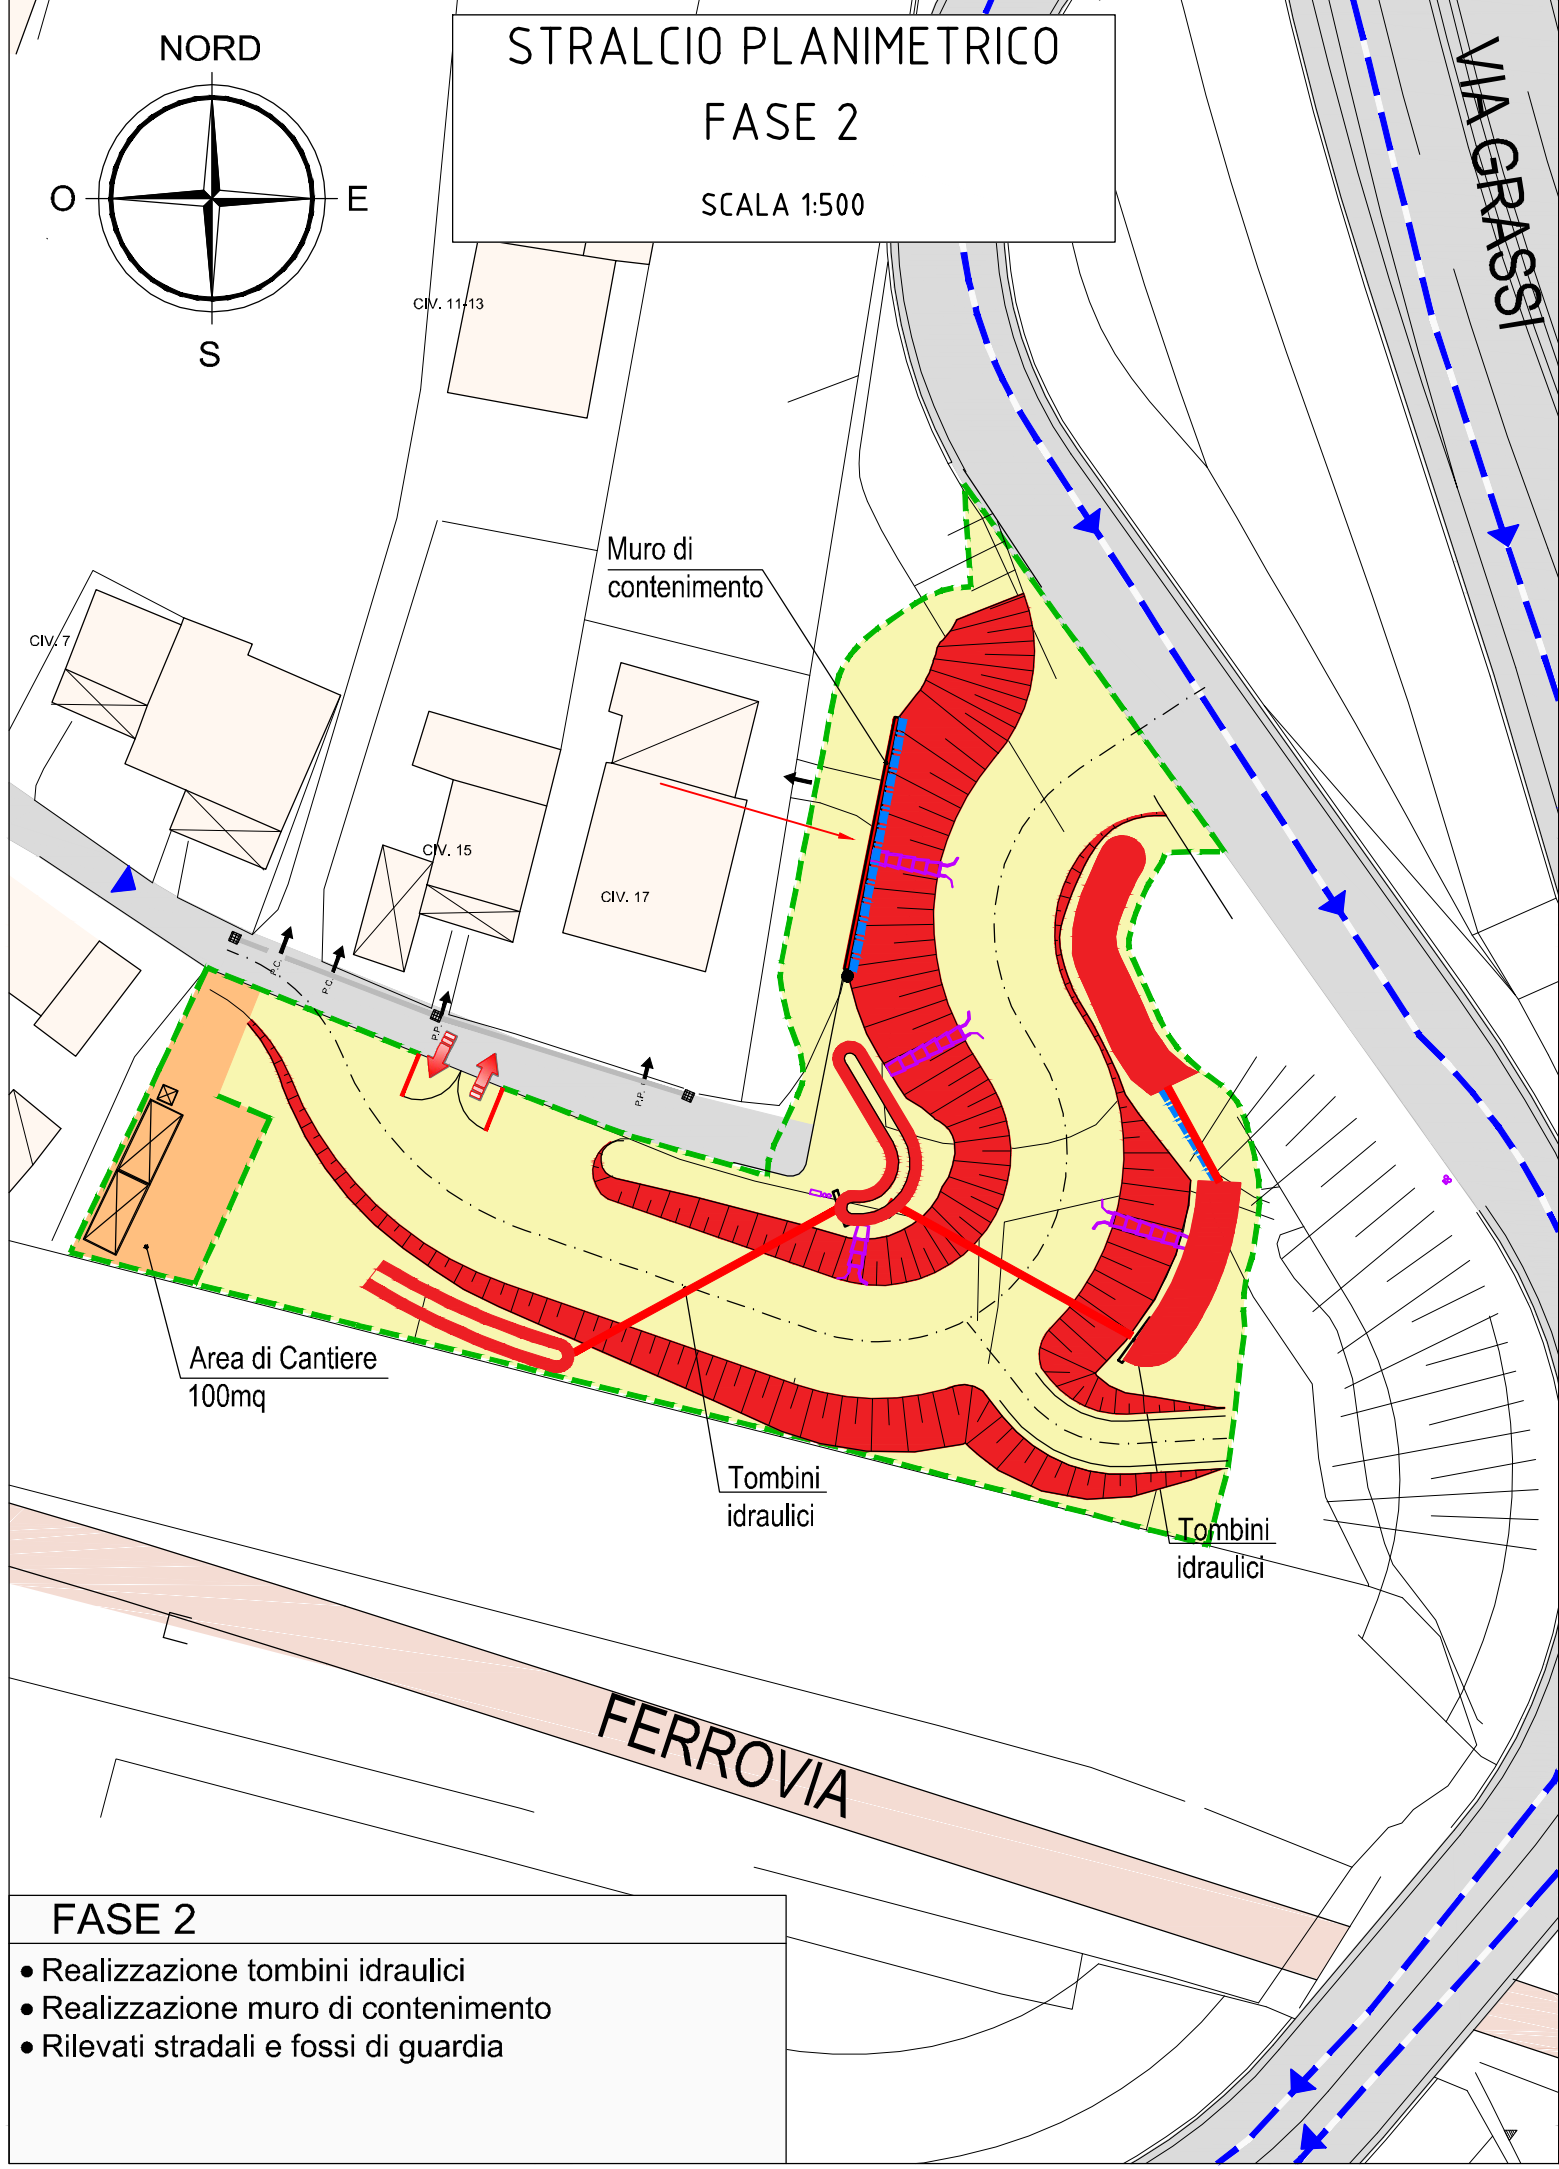 STRALCIO PLANIMETRICO
FASE 2
SCALA 1:500
NORD
O
E
S
VIA GRASSI
CIV. 11-13
Muro di
contenimento
CIV. 7
CIV. 15
CIV. 17
P.C.
P.C.
P.P.
P.P.
Area di Cantiere
100mq
Tombini
idraulici
Tombini
idraulici
FERROVIA
FASE 2
• Realizzazione tombini idraulici
• Realizzazione muro di contenimento
• Rilevati stradali e fossi di guardia